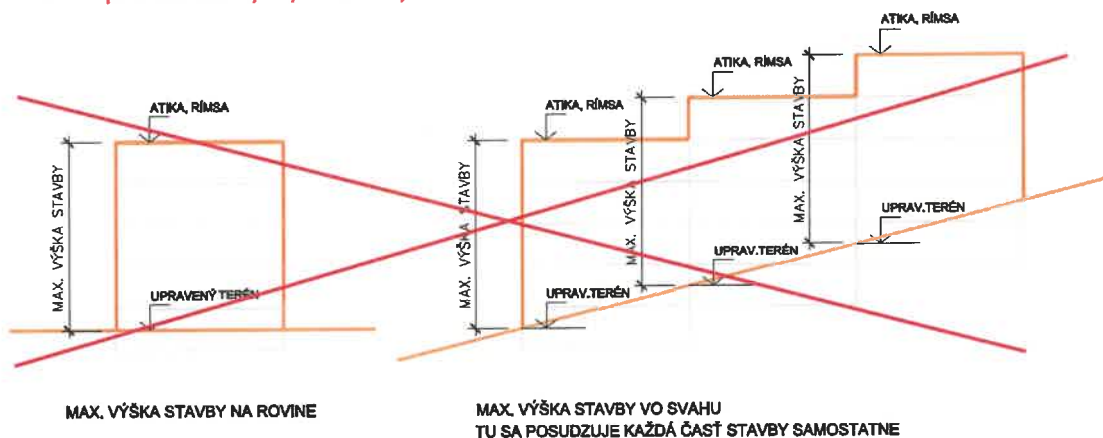 ATIKA, RÍMSA
MAX. VÝŠKA STAVBY
UPRAVENÝ TERÉN
ATIKA, RÍMSA
MAX. VÝŠKA STAVBY
UPRAV.TERÉN
ATIKA, RÍMSA
MAX. VÝŠKA STAVBY
UPRAV.TERÉN
ATIKA, RÍMSA
MAX. VÝŠKA STAVBY
UPRAV.TERÉN
MAX. VÝŠKA STAVBY NA ROVINE
MAX. VÝŠKA STAVBY VO SVAHU
TU SA POSUDZUJE KAŽDÁ ČASŤ STAVBY SAMOSTATNE